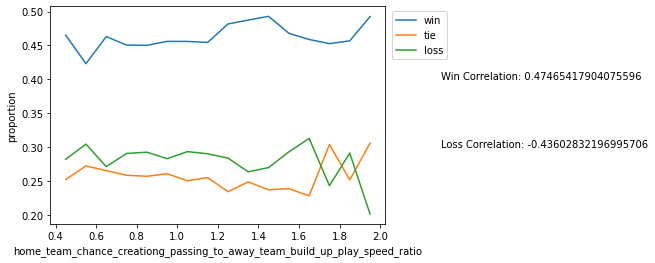 0.50
0.45
0.40
0.35
0.30
0.25
0.20
proportion
0.4 0.6 0.8 1.0 1.2 1.4 1.6 1.8 2.0
home_team_chance_creationg_passing_to_away_team_build_up_play_speed_ratio
win
tie
loss
Win Correlation: 0.47465417904075596
Loss Correlation: -0.43602832196995706